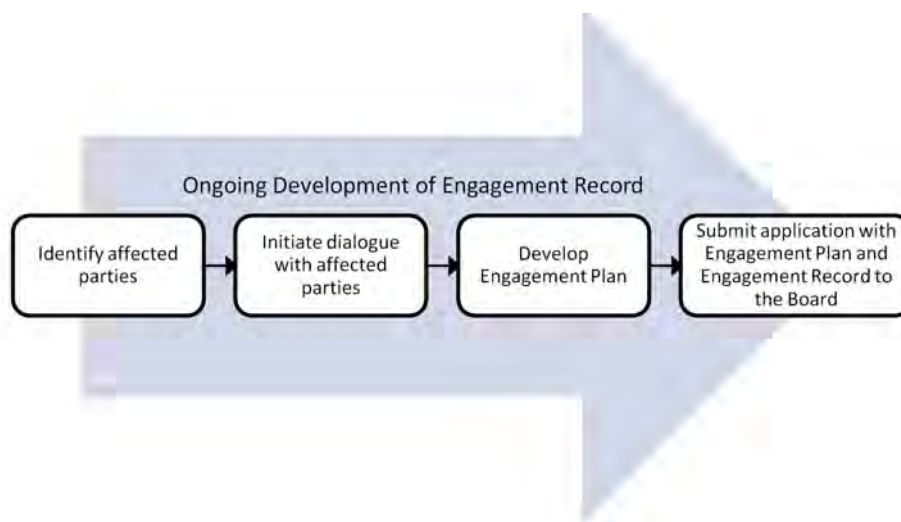 Ongoing Development of Engagement Record
Identify affected
parties
Initiate dialogue
with affected
parties
Develop
Engagement Plan
Submit application with
Engagement Plan and
Engagement Record to
the Board